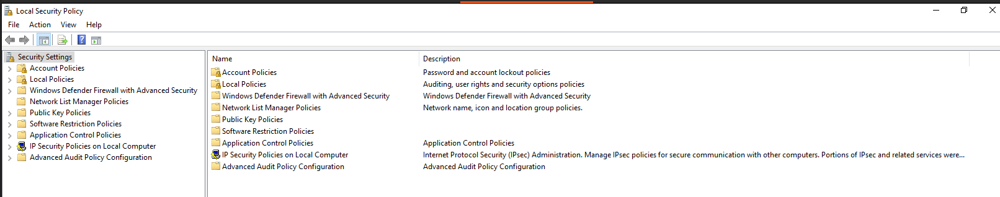 Local Security Policy
File Action View Help
Security Settings
Account Policies
Local Policies
Windows Defender Firewall with Advanced Security
Network List Manager Policies
Public Key Policies
Software Restriction Policies
Application Control Policies
IP Security Policies on Local Computer
Advanced Audit Policy Configuration
Name Description
Account Policies Password and account lockout policies
Local Policies Auditing, user rights and security options policies
Windows Defender Firewall with Advanced Security Windows Defender Firewall with Advanced Security
Network List Manager Policies Network name, icon and location group policies.
Public Key Policies
Software Restriction Policies
Application Control Policies Application Control Policies
IP Security Policies on Local Computer Internet Protocol Security (IPsec) Administration. Manage IPsec policies for secure communication with other computers. Portions of IPsec and related services were...
Advanced Audit Policy Configuration Advanced Audit Policy Configuration